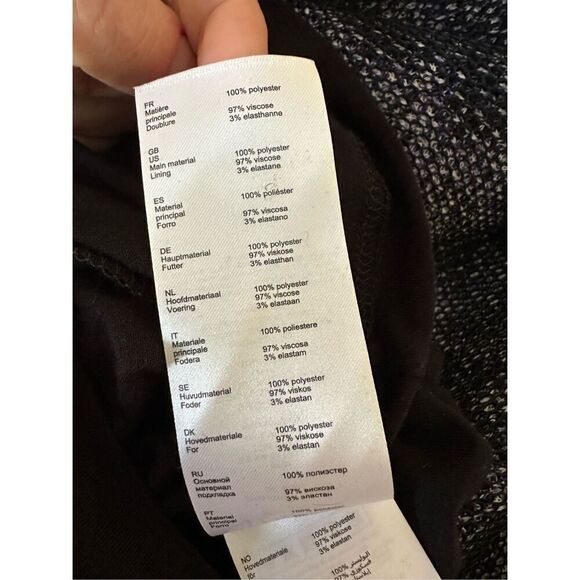 FR
Matière 100% polyester
principale 97% viscose
Doublure 3% elasthanne
GB
US 100% polyester
Main material 97% viscose
Lining 3% elastane
ES
Material 100% poliéster
principal 97% viscosa
Forro 3% elastano
DE
Hauptmaterial 100% polyester
Futter 97% viskose
3% elasthan
NL
Hoofdmateriaal 100% polyester
Voering 97% viscose
3% elastaan
IT
Materiale 100% poliestere
principale 97% viscosa
Fodera 3% elastam
SE
Huvudmaterial 100% polyester
Foder 97% viskos
3% elastan
DK
Hovedmateriale 100% polyester
For 97% viskose
3% elastan
RU
Основной 100% полиэстер
материал 97% вискоза
подкладка 3% эластан
PT
Material
principal
Forro
NO 100% polyester
Hovedmateriale 97% viskose
fôr 3% elastan
100%
97%